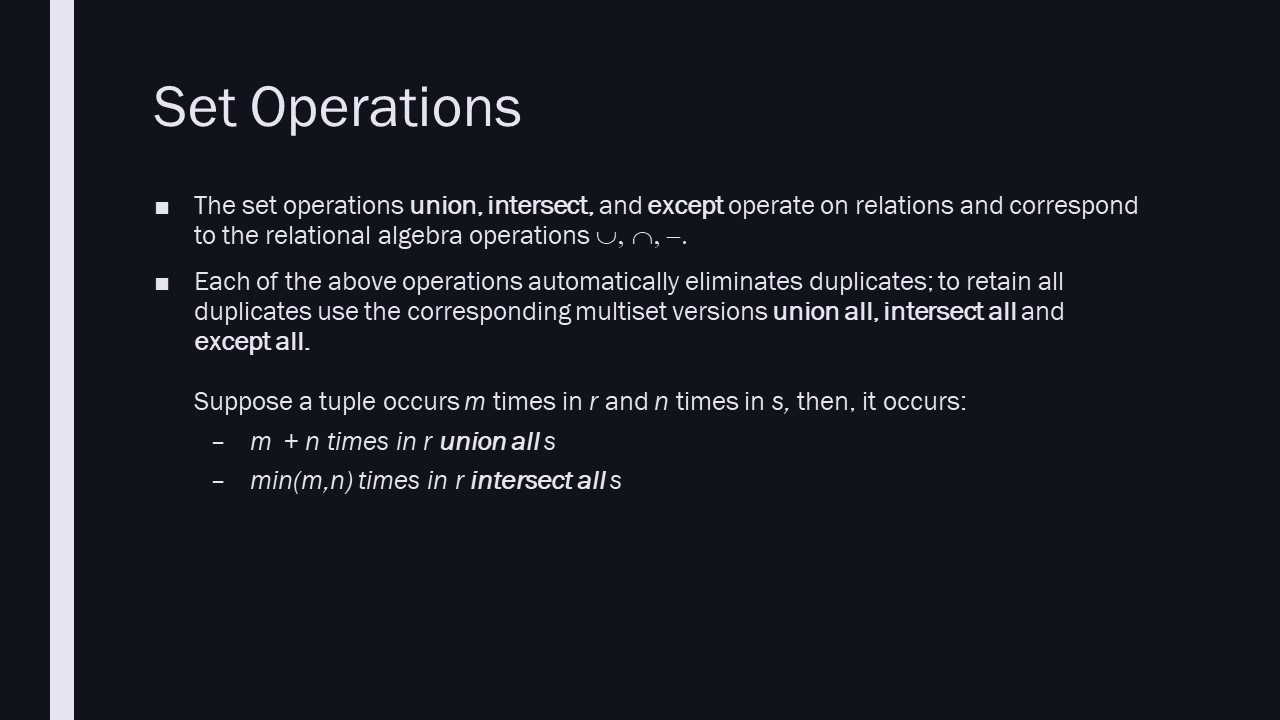 Set Operations
■ The set operations union, intersect, and except operate on relations and correspond
to the relational algebra operations ∪, ∩, −.
■ Each of the above operations automatically eliminates duplicates; to retain all
duplicates use the corresponding multiset versions union all, intersect all and
except all.
Suppose a tuple occurs m times in r and n times in s, then, it occurs:
– m + n times in r union all s
– min(m,n) times in r intersect all s